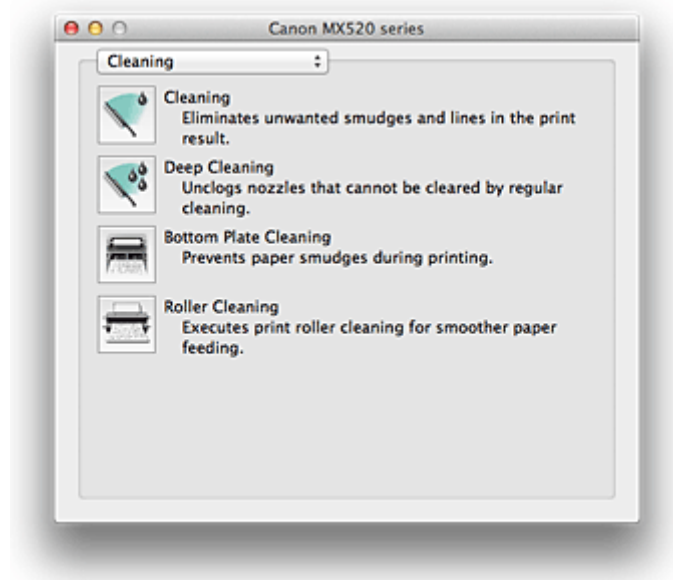 Canon MX520 series
Cleaning
Cleaning
Eliminates unwanted smudges and lines in the print
result.
Deep Cleaning
Unclogs nozzles that cannot be cleared by regular
cleaning.
Bottom Plate Cleaning
Prevents paper smudges during printing.
Roller Cleaning
Executes print roller cleaning for smoother paper
feeding.